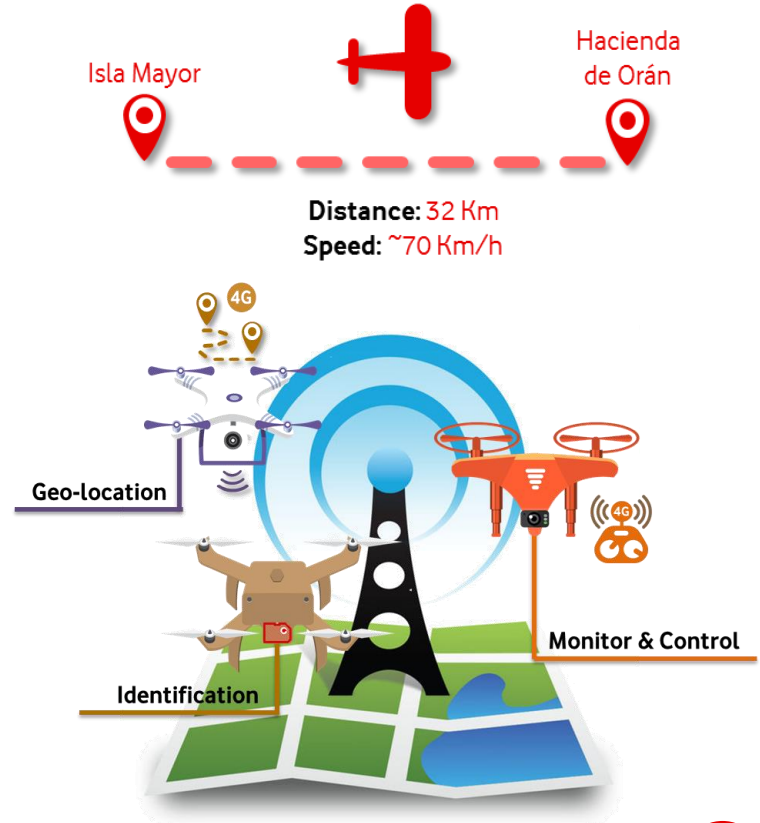 Isla Mayor
Hacienda
de Orán
Distance: 32 Km
Speed: ~70 Km/h
4G
Geo-location
4G
Monitor & Control
Identification